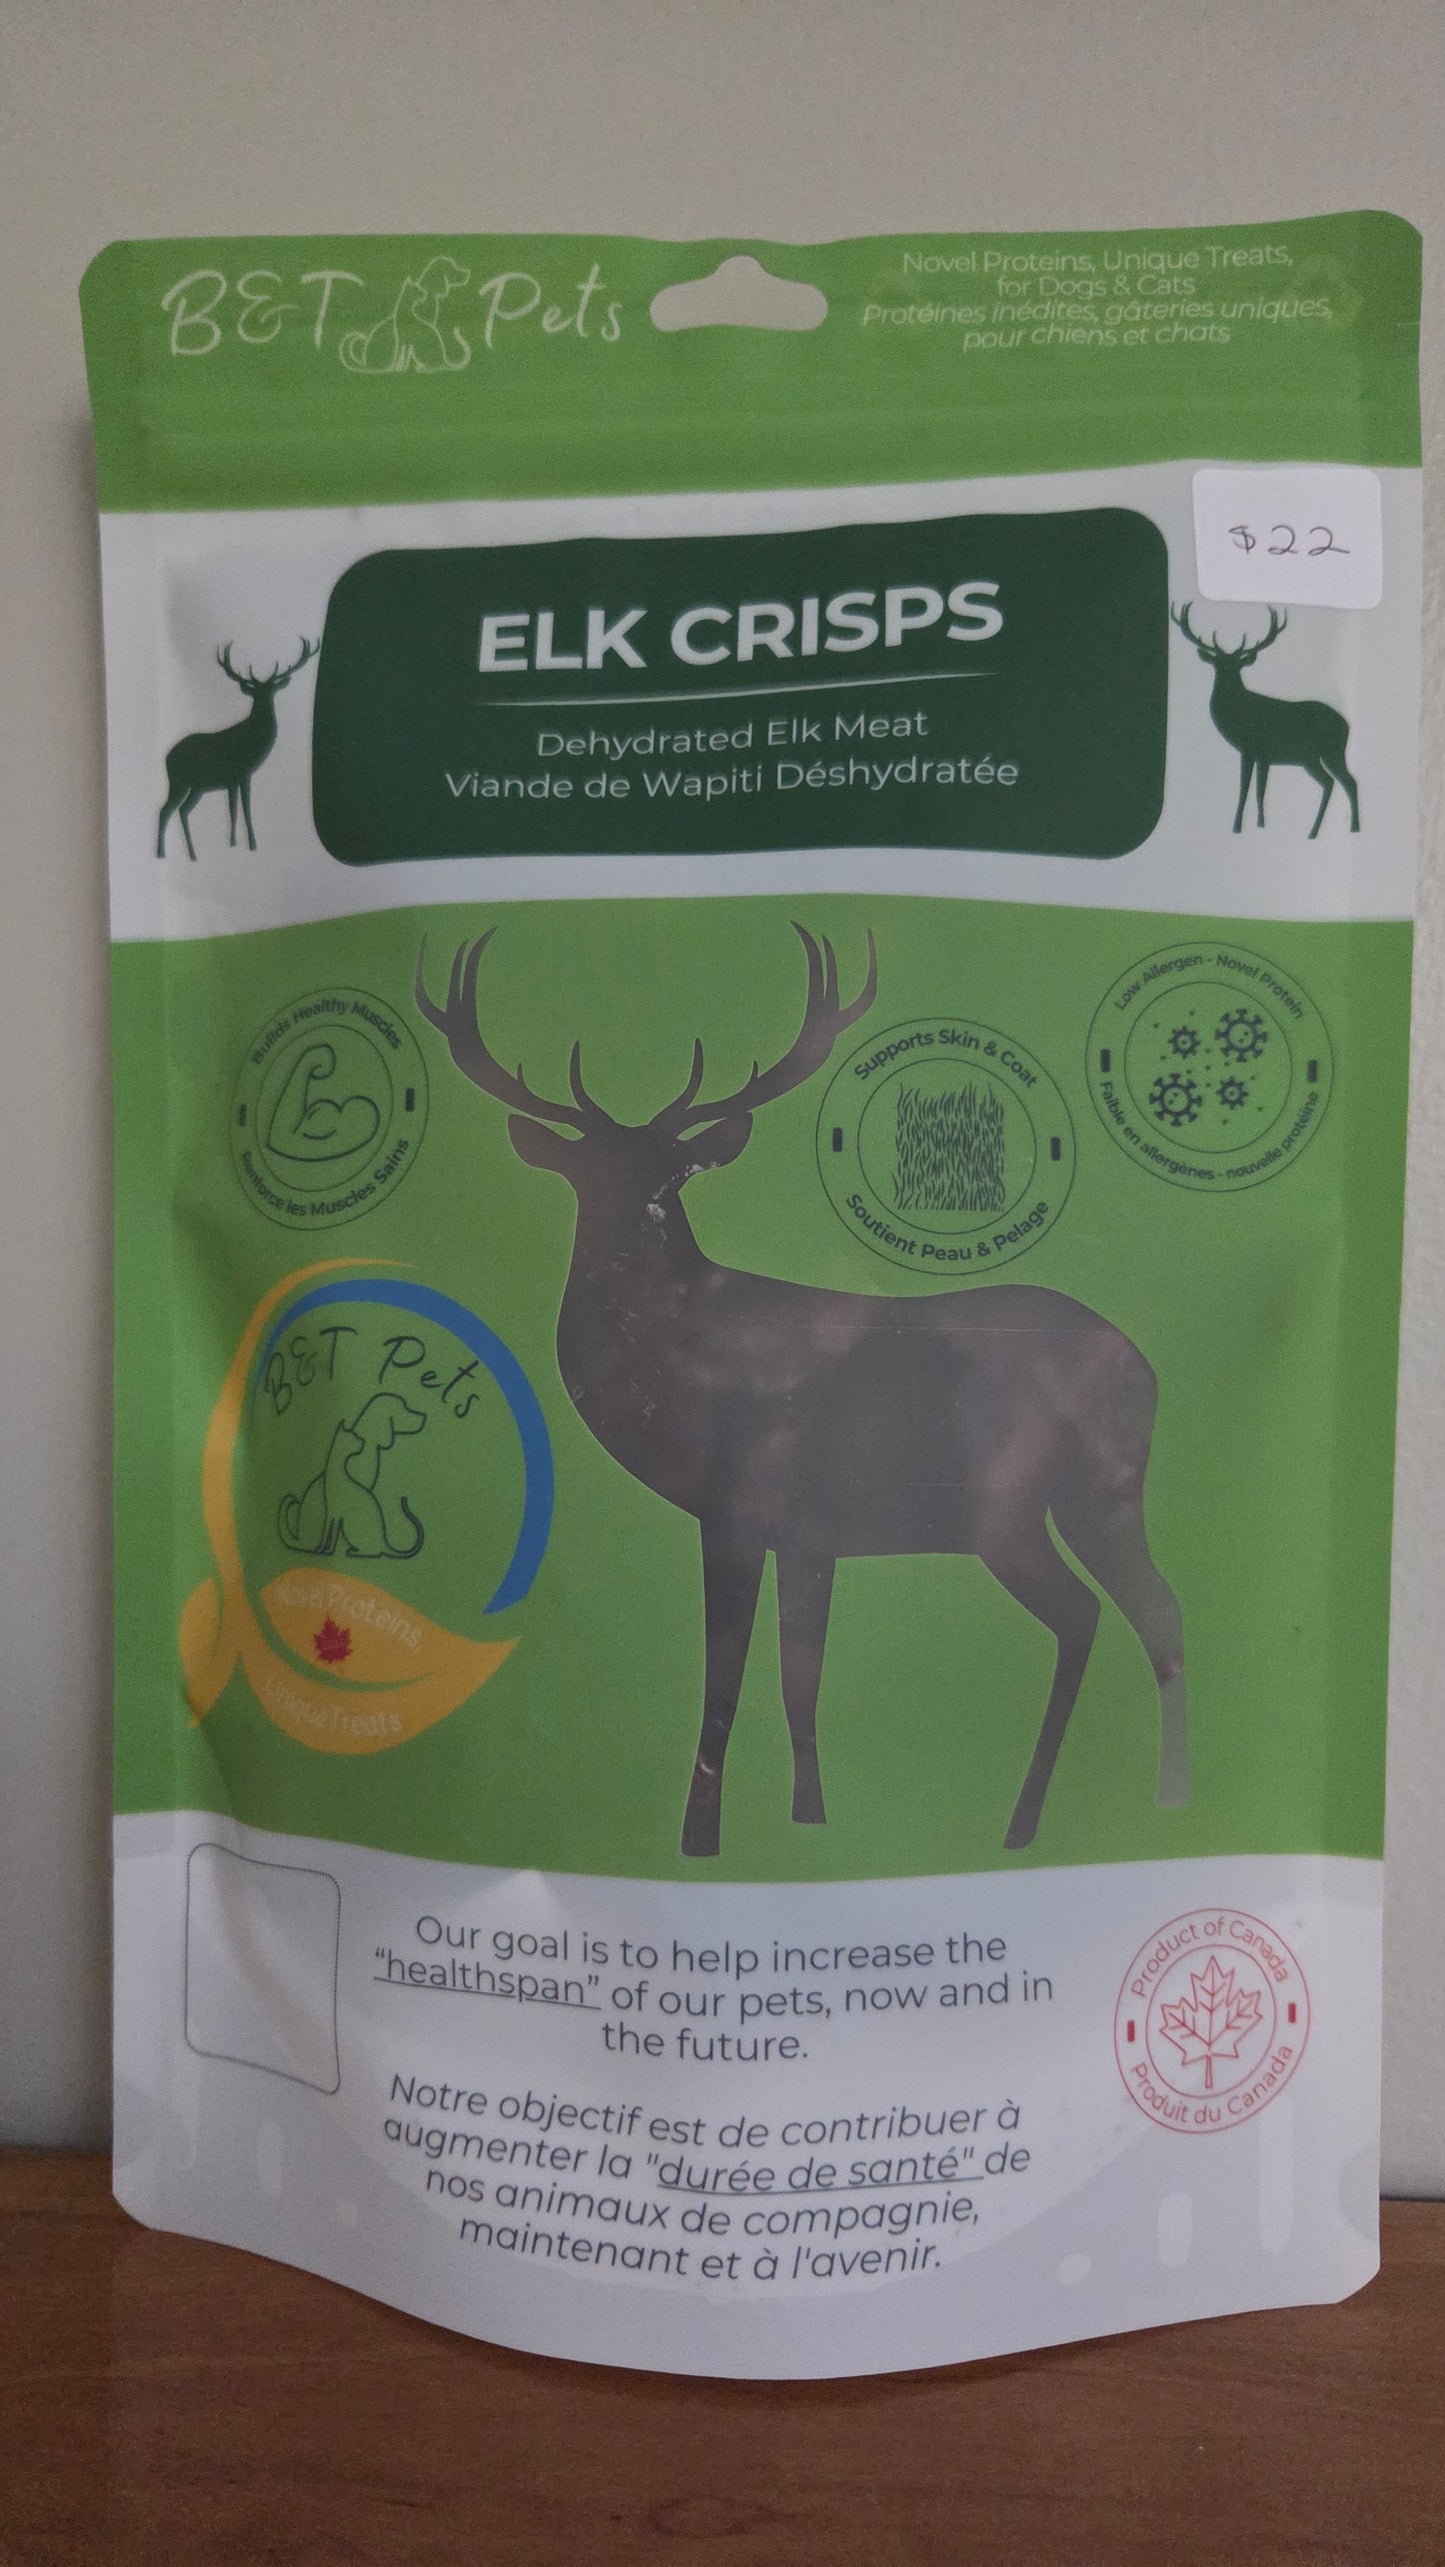 B&T Pets
Novel Proteins, Unique Treats,
for Dogs & Cats
Protéines inédites, gâteries uniques,
pour chiens et chats
$22
ELK CRISPS
Dehydrated Elk Meat
Viande de Wapiti Déshydratée
Builds Healthy Muscles
Renforce les Muscles Sains
Supports Skin & Coat
Soutient Peau & Pelage
Low Allergen - Novel Protein
Faible en allergènes - nouvelle protéine
B&T Pets
Novel Proteins,
Unique Treats
Our goal is to help increase the
"healthspan" of our pets, now and in
the future.
Notre objectif est de contribuer à
augmenter la "durée de santé" de
nos animaux de compagnie,
maintenant et à l'avenir.
Product of Canada
Produit du Canada